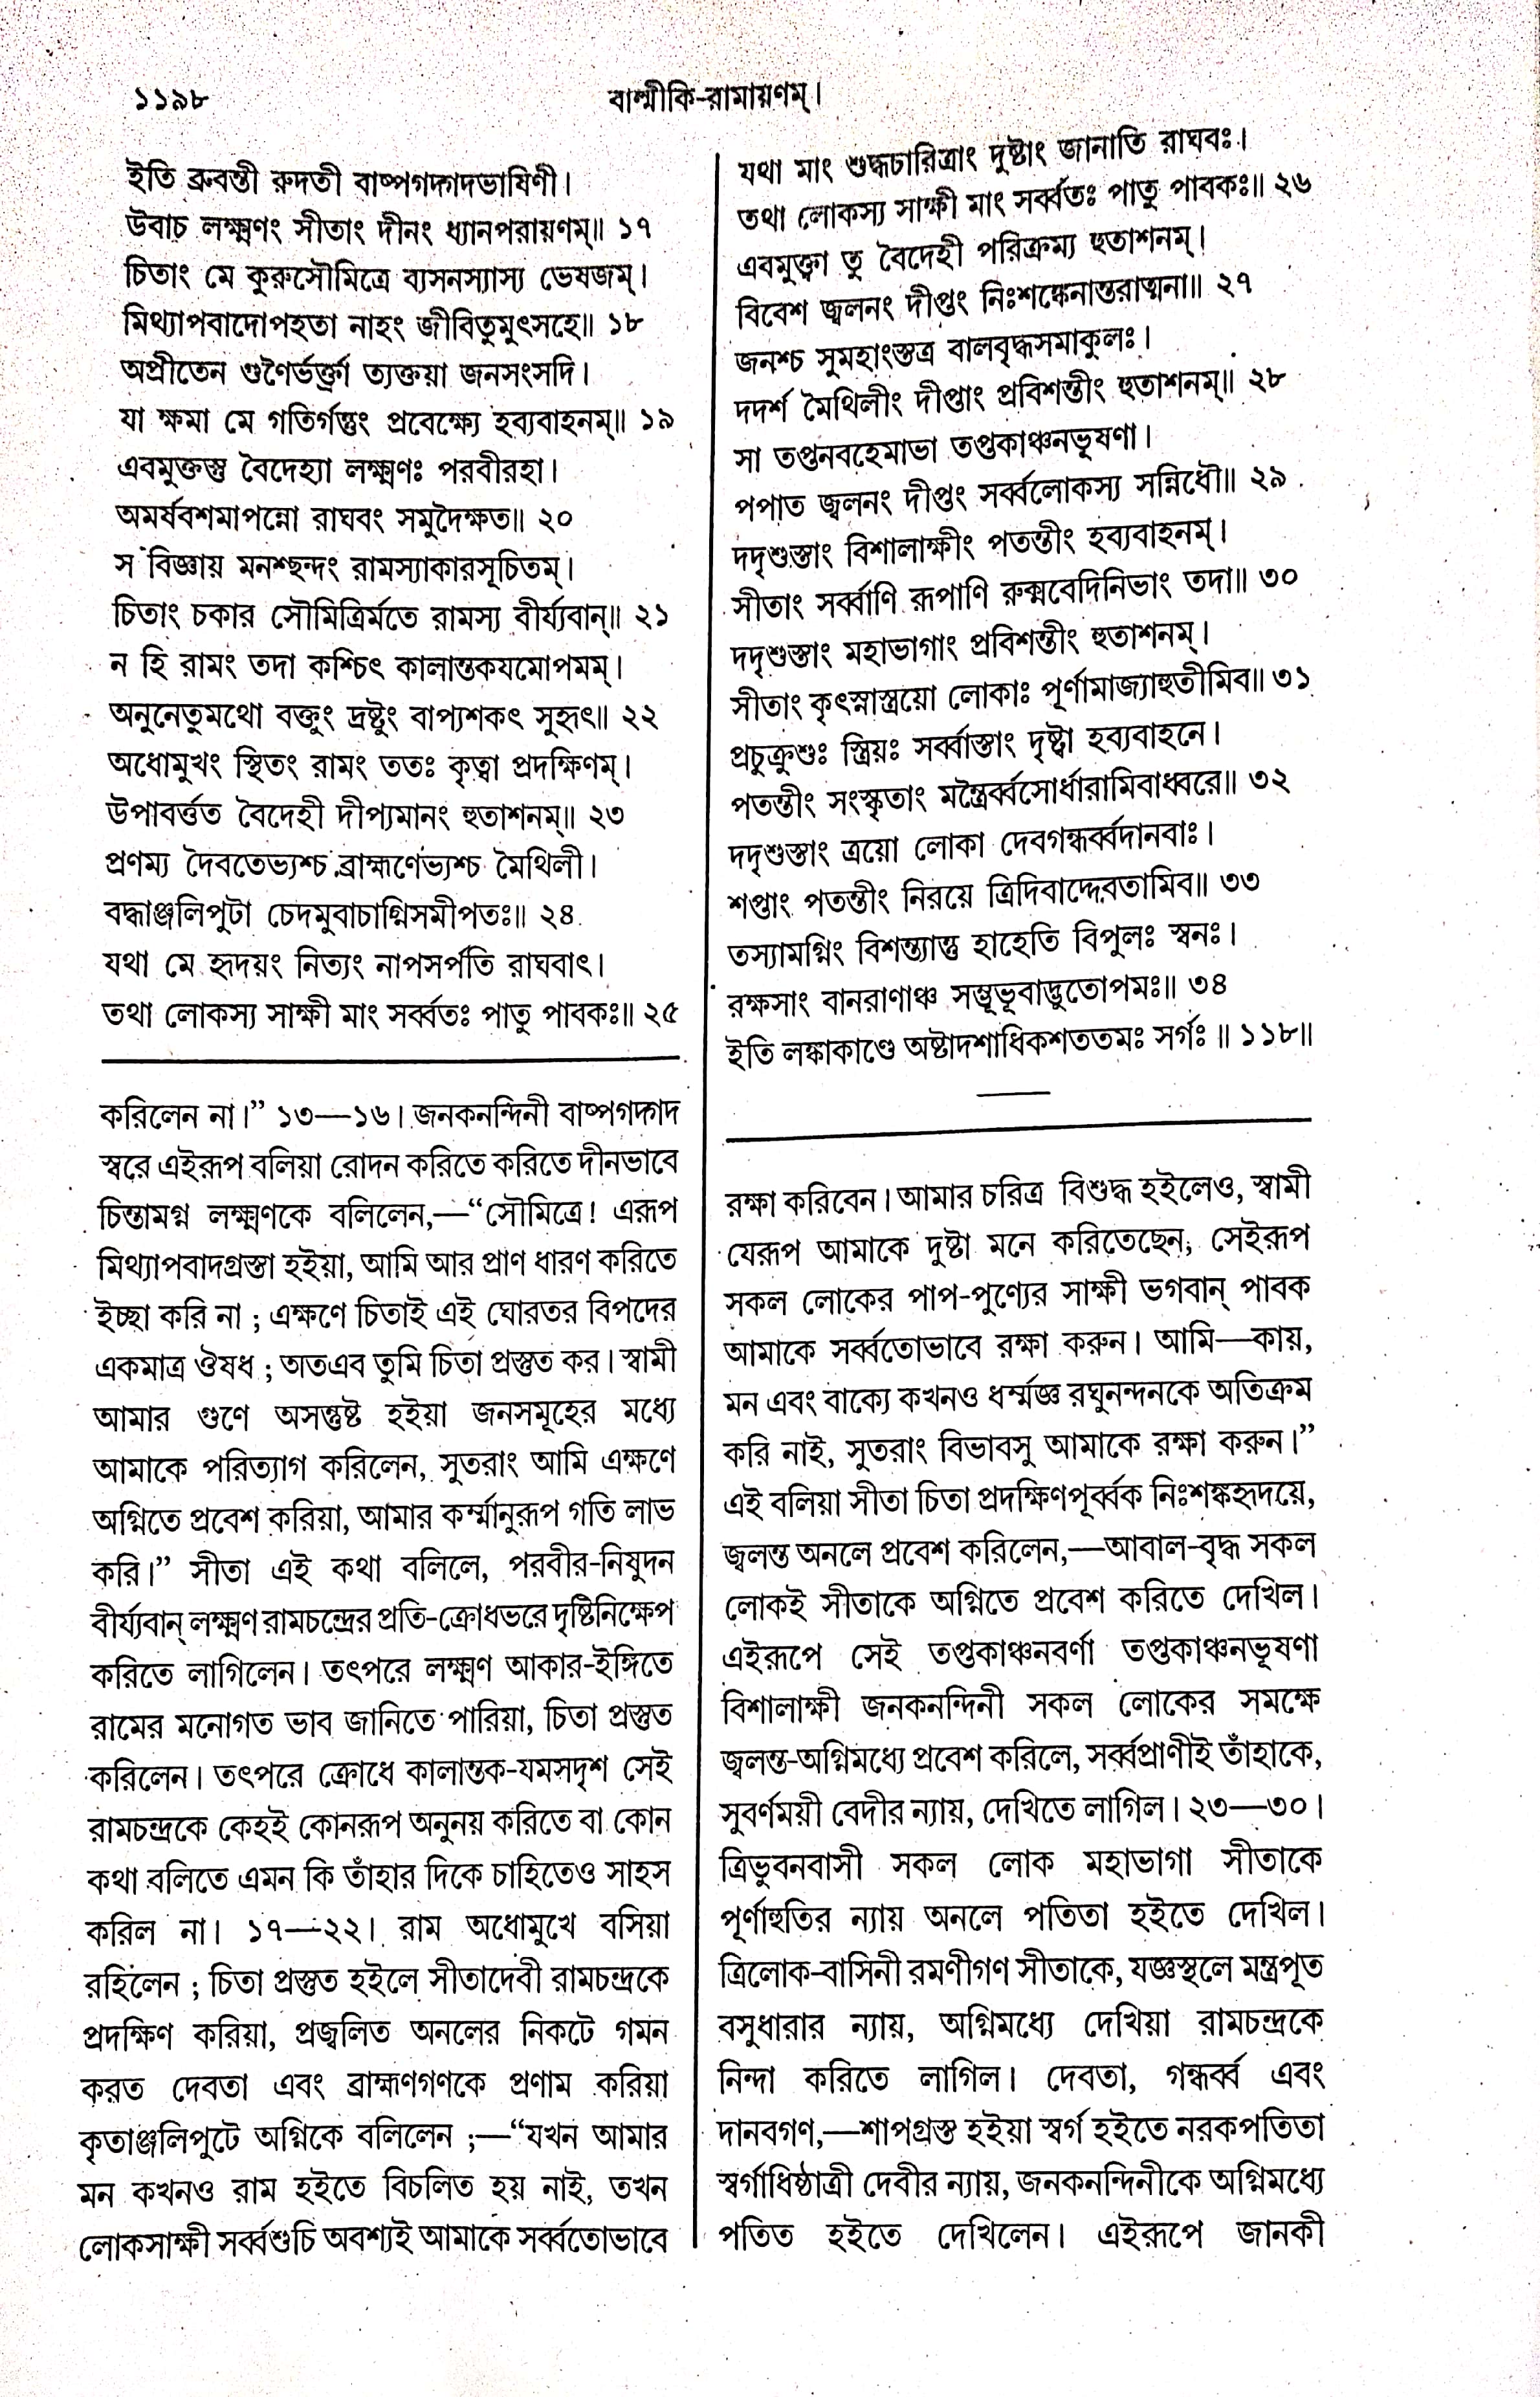 ১১৯৮
বাল্মীকি-রামায়ণম্।
ইতি ব্রুবন্তী রুদতী বাষ্পগদ্গদভাষিণী।
উবাচ লক্ষ্মণং সীতাং দীনং ধ্যানপরায়ণম্॥ ১৭
চিতাং মে কুরুসৌমিত্রে ব্যসনস্যাস্য ভেষজম্।
মিথ্যাপবাদোপহতা নাহং জীবিতুমুৎসহে॥ ১৮
অপ্রীতেন গুণৈর্ভর্ত্ত্রা ত্যক্তয়া জনসংসদি।
যা ক্ষমা মে গতির্গন্তুং প্রবেক্ষ্যে হব্যবাহনম্॥ ১৯
এবমুক্তস্তু বৈদেহ্যা লক্ষ্মণঃ পরবীরহা।
অমর্ষবশমাপন্নো রাঘবং সমুদৈক্ষত॥ ২০
স বিজ্ঞায় মনশ্ছন্দং রামস্যাকারসূচিতম্।
চিতাং চকার সৌমিত্রির্মতে রামস্য বীর্য্যবান্॥ ২১
ন হি রামং তদা কশ্চিৎ কালান্তকযমোপমম্।
অনুনেতুমথো বক্তুং দ্রষ্টুং বাপ্যশকৎ সুহৃৎ॥ ২২
অধোমুখং স্থিতং রামং ততঃ কৃত্বা প্রদক্ষিণম্।
উপাবর্ত্তত বৈদেহী দীপ্যমানং হুতাশনম্॥ ২৩
প্রণম্য দৈবতেভ্যশ্চ ব্রাহ্মণেভ্যশ্চ মৈথিলী।
বদ্ধাঞ্জলিপুটা চেদমুবাচাগ্নিসমীপতঃ॥ ২৪
যথা মে হৃদয়ং নিত্যং নাপসর্পতি রাঘবাৎ।
তথা লোকস্য সাক্ষী মাং সর্ব্বতঃ পাতু পাবকঃ॥ ২৫
যথা মাং শুদ্ধচারিত্রাং দুষ্টাং জানাতি রাঘবঃ।
তথা লোকস্য সাক্ষী মাং সর্ব্বতঃ পাতু পাবকঃ॥ ২৬
এবমুক্ত্বা তু বৈদেহী পরিক্রম্য হুতাশনম্।
বিবেশ জ্বলনং দীপ্তং নিঃশঙ্কেনান্তরাত্মনা॥ ২৭
জনশ্চ সুমহাংস্তত্র বালবৃদ্ধসমাকুলঃ।
দদর্শ মৈথিলীং দীপ্তাং প্রবিশন্তীং হুতাশনম্॥ ২৮
সা তপ্তনবহেমাভা তপ্তকাঞ্চনভূষণা।
পপাত জ্বলনং দীপ্তং সর্ব্বলোকস্য সন্নিধৌ॥ ২৯
দদৃশুস্তাং বিশালাক্ষীং পতন্তীং হব্যবাহনম্।
সীতাং সর্ব্বাণি রূপাণি রুক্মবেদিনিভাং তদা॥ ৩০
দদৃশুস্তাং মহাভাগাং প্রবিশন্তীং হুতাশনম্।
সীতাং কৃৎস্নাস্ত্রয়ো লোকাঃ পূর্ণামাজ্যাহুতীমিব॥ ৩১
প্রচুক্রুশুঃ স্ত্রিয়ঃ সর্ব্বাস্তাং দৃষ্ট্বা হব্যবাহনে।
পতন্তীং সংস্কৃতাং মন্ত্রৈর্ব্বসোর্ধারামিবাধ্বরে॥ ৩২
দদৃশুস্তাং ত্রয়ো লোকা দেবগন্ধর্ব্বদানবাঃ।
শপ্তাং পতন্তীং নিরয়ে ত্রিদিবাদ্দেবতামিব॥ ৩৩
তস্যামগ্নিং বিশন্ত্যান্তু হাহেতি বিপুলঃ স্বনঃ।
রক্ষসাং বানরাণাঞ্চ সম্ভূভূবাদ্ভুতোপমঃ॥ ৩৪
ইতি লঙ্কাকাণ্ডে অষ্টাদশাধিকশততমঃ সর্গঃ ॥ ১১৮॥
করিলেন না।” ১৩—১৬। জনকনন্দিনী বাষ্পগদ্গদ
স্বরে এইরূপ বলিয়া রোদন করিতে করিতে দীনভাবে
চিন্তামগ্ন লক্ষ্মণকে বলিলেন,—“সৌমিত্রে! এরূপ
মিথ্যাপবাদগ্রস্তা হইয়া, আমি আর প্রাণ ধারণ করিতে
ইচ্ছা করি না ; এক্ষণে চিতাই এই ঘোরতর বিপদের
একমাত্র ঔষধ ; অতএব তুমি চিতা প্রস্তুত কর। স্বামী
আমার গুণে অসন্তুষ্ট হইয়া জনসমূহের মধ্যে
আমাকে পরিত্যাগ করিলেন, সুতরাং আমি এক্ষণে
অগ্নিতে প্রবেশ করিয়া, আমার কর্ম্মানুরূপ গতি লাভ
করি।” সীতা এই কথা বলিলে, পরবীর-নিষুদন
বীর্য্যবান্ লক্ষ্মণ রামচন্দ্রের প্রতি-ক্রোধভরে দৃষ্টিনিক্ষেপ
করিতে লাগিলেন। তৎপরে লক্ষ্মণ আকার-ইঙ্গিতে
রামের মনোগত ভাব জানিতে পারিয়া, চিতা প্রস্তুত
করিলেন। তৎপরে ক্রোধে কালান্তক-যমসদৃশ সেই
রামচন্দ্রকে কেহই কোনরূপ অনুনয় করিতে বা কোন
কথা বলিতে এমন কি তাঁহার দিকে চাহিতেও সাহস
করিল না। ১৭—২২। রাম অধোমুখে বসিয়া
রহিলেন ; চিতা প্রস্তুত হইলে সীতাদেবী রামচন্দ্রকে
প্রদক্ষিণ করিয়া, প্রজ্বলিত অনলের নিকটে গমন
করত দেবতা এবং ব্রাহ্মণগণকে প্রণাম করিয়া
কৃতাঞ্জলিপুটে অগ্নিকে বলিলেন ;—“যখন আমার
মন কখনও রাম হইতে বিচলিত হয় নাই, তখন
লোকসাক্ষী সর্ব্বশুচি অবশ্যই আমাকে সর্ব্বতোভাবে
রক্ষা করিবেন। আমার চরিত্র বিশুদ্ধ হইলেও, স্বামী
যেরূপ আমাকে দুষ্টা মনে করিতেছেন, সেইরূপ
সকল লোকের পাপ-পুণ্যের সাক্ষী ভগবান্ পাবক
আমাকে সর্ব্বতোভাবে রক্ষা করুন। আমি—কায়,
মন এবং বাক্যে কখনও ধর্ম্মজ্ঞ রঘুনন্দনকে অতিক্রম
করি নাই, সুতরাং বিভাবসু আমাকে রক্ষা করুন।”
এই বলিয়া সীতা চিতা প্রদক্ষিণপূর্ব্বক নিঃশঙ্কহৃদয়ে,
জ্বলন্ত অনলে প্রবেশ করিলেন,—আবাল-বৃদ্ধ সকল
লোকই সীতাকে অগ্নিতে প্রবেশ করিতে দেখিল।
এইরূপে সেই তপ্তকাঞ্চনবর্ণা তপ্তকাঞ্চনভূষণা
বিশালাক্ষী জনকনন্দিনী সকল লোকের সমক্ষে
জ্বলন্ত-অগ্নিমধ্যে প্রবেশ করিলে, সর্ব্বপ্রাণীই তাঁহাকে,
সুবর্ণময়ী বেদীর ন্যায়, দেখিতে লাগিল। ২৩—৩০।
ত্রিভুবনবাসী সকল লোক মহাভাগা সীতাকে
পূর্ণাহুতির ন্যায় অনলে পতিতা হইতে দেখিল।
ত্রিলোক-বাসিনী রমণীগণ সীতাকে, যজ্ঞস্থলে মন্ত্রপূত
বসুধারার ন্যায়, অগ্নিমধ্যে দেখিয়া রামচন্দ্রকে
নিন্দা করিতে লাগিল। দেবতা, গন্ধর্ব্ব এবং
দানবগণ,—শাপগ্রস্ত হইয়া স্বর্গ হইতে নরকপতিতা
স্বর্গাধিষ্ঠাত্রী দেবীর ন্যায়, জনকনন্দিনীকে অগ্নিমধ্যে
পতিত হইতে দেখিলেন। এইরূপে জানকী